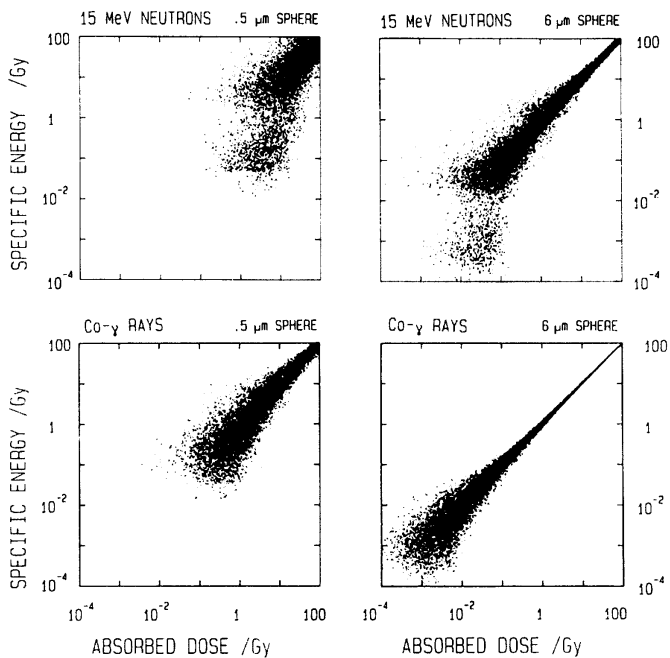 15 MeV NEUTRONS .5 μm SPHERE
15 MeV NEUTRONS 6 μm SPHERE
100
1
10⁻²
10⁻⁴
SPECIFIC ENERGY /Gy
100
1
10⁻²
10⁻⁴
Co-γ RAYS .5 μm SPHERE
Co-γ RAYS 6 μm SPHERE
100
1
10⁻²
10⁻⁴
SPECIFIC ENERGY /Gy
100
1
10⁻²
10⁻⁴
10⁻⁴ 10⁻² 1 100
10⁻⁴ 10⁻² 1 100
ABSORBED DOSE /Gy
ABSORBED DOSE /Gy